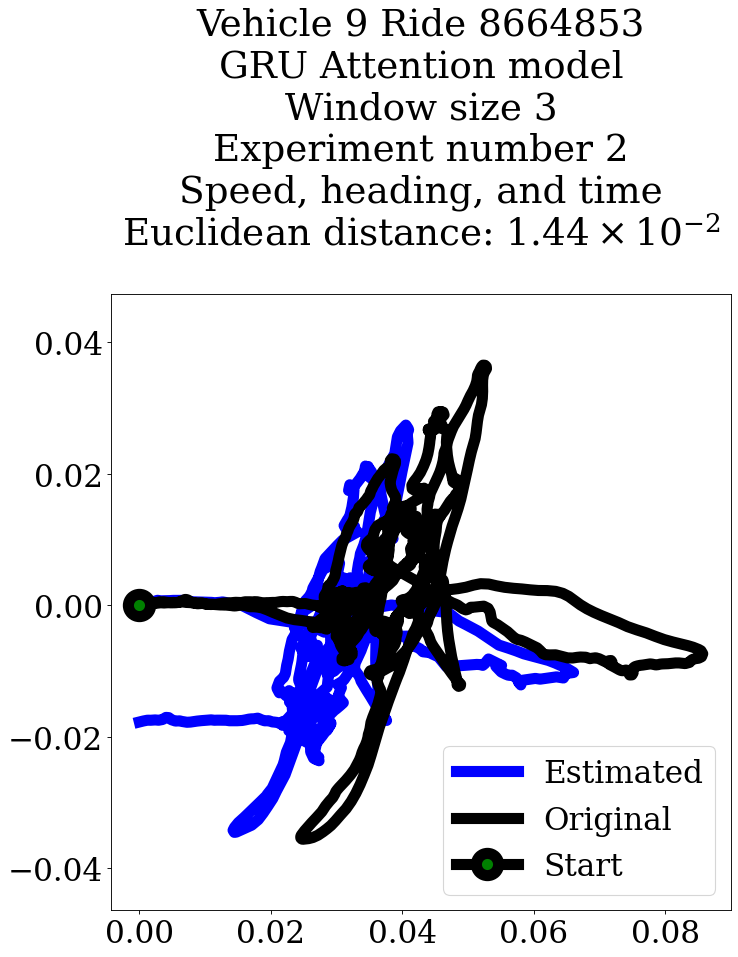 Vehicle 9 Ride 8664853
GRU Attention model
Window size 3
Experiment number 2
Speed, heading, and time
Euclidean distance: 1.44 × 10⁻²
0.04
0.02
0.00
−0.02
−0.04
Estimated
Original
Start
0.00 0.02 0.04 0.06 0.08